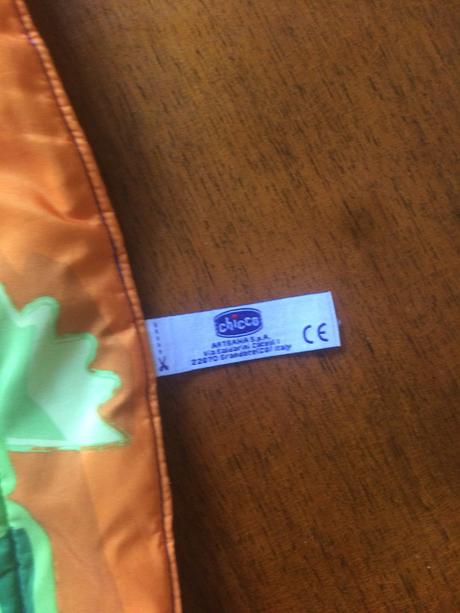 chicco
ARTSANA S.p.A.
Via Saldarini Catelli 1
22070 Grandate(CO) Italy
CE